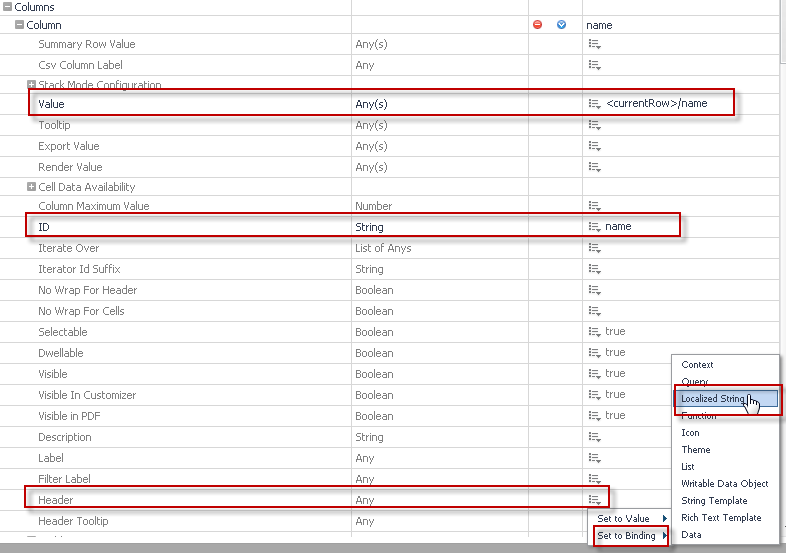 Columns
Column name
Summary Row Value Any(s)
Csv Column Label Any
Stack Mode Configuration
Value Any(s) <currentRow>/name
Tooltip Any(s)
Export Value Any(s)
Render Value Any(s)
Cell Data Availability
Column Maximum Value Number
ID String name
Iterate Over List of Anys
Iterator Id Suffix String
No Wrap For Header Boolean
No Wrap For Cells Boolean
Selectable Boolean true
Dwellable Boolean true
Visible Boolean true
Visible In Customizer Boolean true
Visible in PDF Boolean true
Description String
Label Any
Filter Label Any
Header Any
Header Tooltip Any
Set to Value
Set to Binding
Context
Query
Localized String
Function
Icon
Theme
List
Writable Data Object
String Template
Rich Text Template
Data